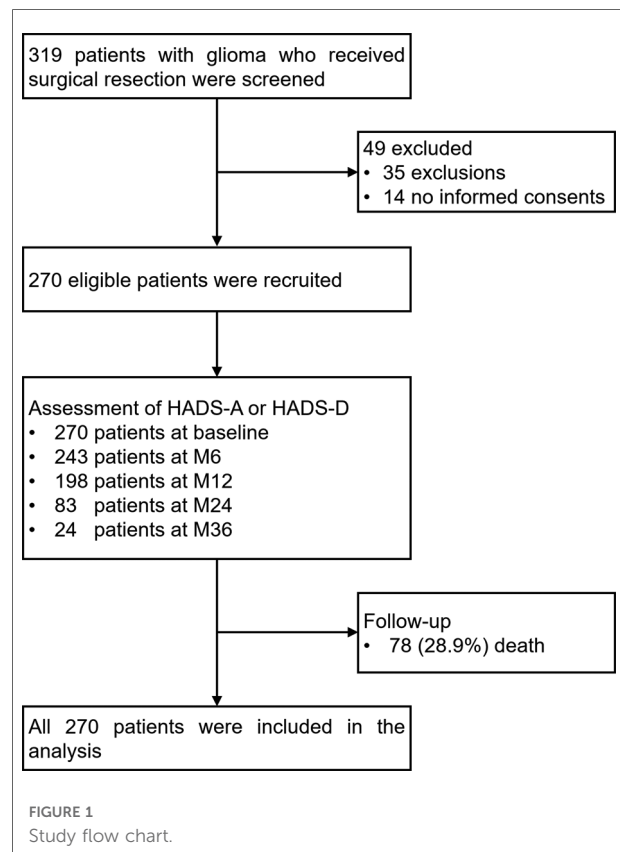 319 patients with glioma who received
surgical resection were screened
49 excluded
• 35 exclusions
• 14 no informed consents
270 eligible patients were recruited
Assessment of HADS-A or HADS-D
• 270 patients at baseline
• 243 patients at M6
• 198 patients at M12
• 83 patients at M24
• 24 patients at M36
Follow-up
• 78 (28.9%) death
All 270 patients were included in the
analysis
FIGURE 1
Study flow chart.